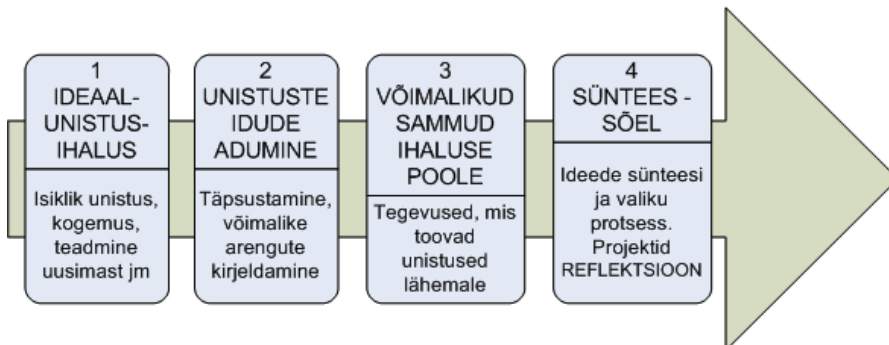 1
IDEAAL-
UNISTUS-
IHALUS
Isiklik unistus,
kogemus,
teadmine
uusimast jm
2
UNISTUSTE
IDUDE
ADUMINE
Täpsustamine,
võimalike
arengute
kirjeldamine
3
VÕIMALIKUD
SAMMUD
IHALUSE
POOLE
Tegevused, mis
toovad
unistused
lähemale
4
SÜNTEES -
SÕEL
Ideede sünteesi
ja valiku
protsess.
Projektid
REFLEKTSIOON